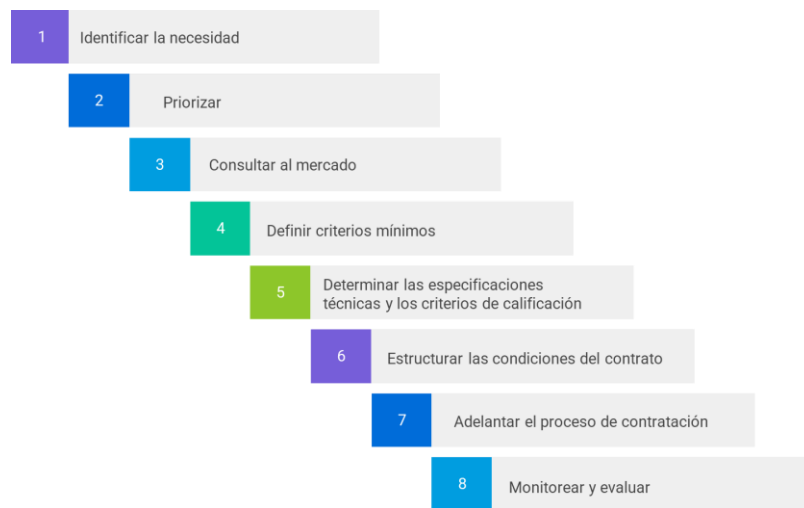 1 Identificar la necesidad
2 Priorizar
3 Consultar al mercado
4 Definir criterios mínimos
5 Determinar las especificaciones
técnicas y los criterios de calificación
6 Estructurar las condiciones del contrato
7 Adelantar el proceso de contratación
8 Monitorear y evaluar